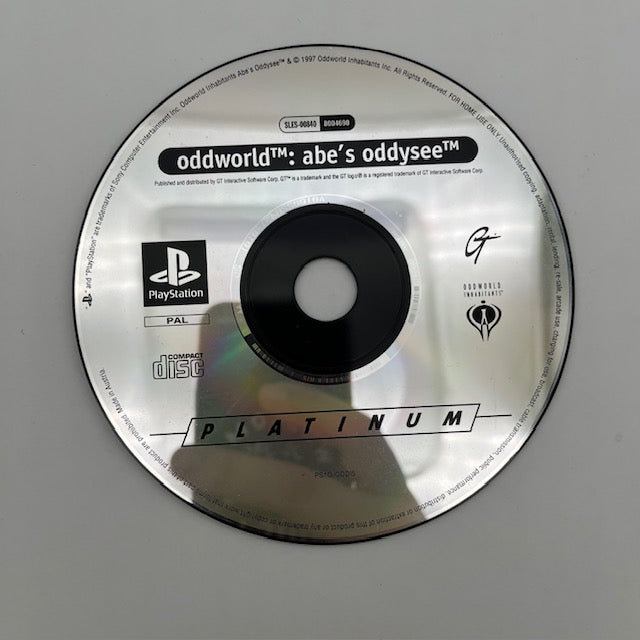 SLES-00840 BOD4690
oddworld™: abe's oddysee™
Published and distributed by GT Interactive Software Corp. GT™ is a trademark and the GT logo® is a registered trademark of GT Interactive Software Corp.
GT
ODDWORLD
INHABITANTS
PlayStation
PAL
COMPACT
disc
PLATINUM
" and "PlayStation" are trademarks of Sony Computer Entertainment Inc. Oddworld Inhabitants Abe's Oddysee™ & © 1997 Oddworld Inhabitants Inc. All Rights Reserved. FOR HOME USE ONLY. Unauthorised copying, adaptation, rental, lending, re-sale, arcade use, charging for use, broadcast, cable transmission, public performance, distribution or extraction of this product or any trademark or copyright work that forms part of this product are prohibited. Made in Austria.